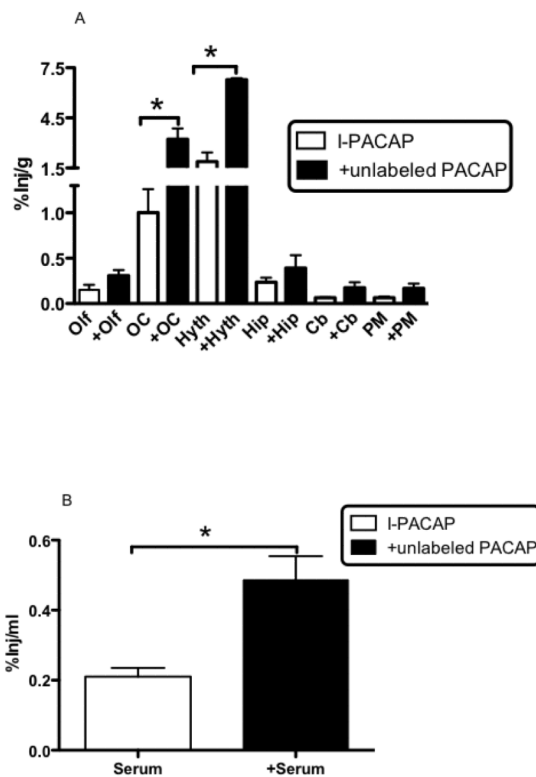 A
7.5
4.5
1.5
1.0
0.5
0.0
%Inj/g
*
*
I-PACAP
+unlabeled PACAP
Olf
+Olf
OC
+OC
Hyth
+Hyth
Hip
+Hip
Cb
+Cb
PM
+PM
B
0.6
0.4
0.2
0.0
%Inj/ml
*
I-PACAP
+unlabeled PACAP
Serum
+Serum